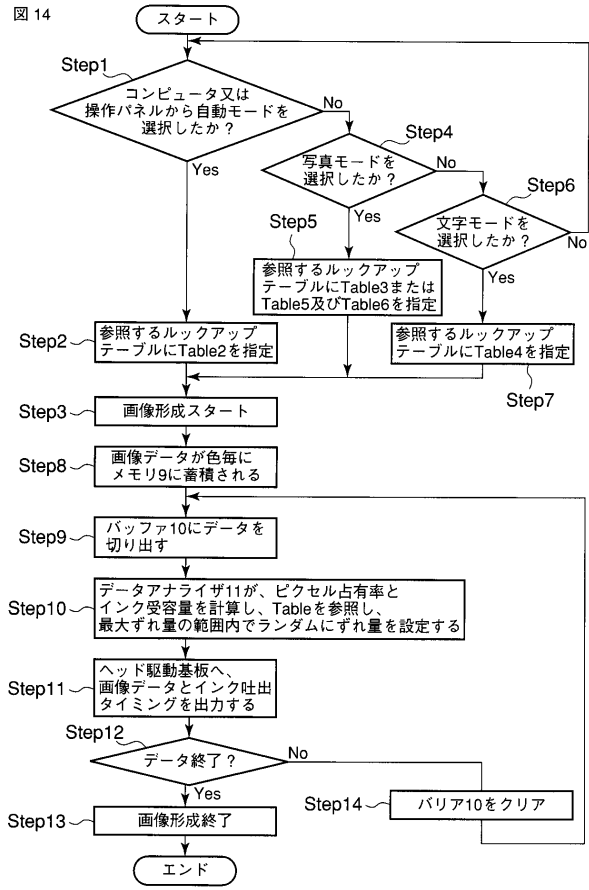 図 14
スタート
Step1
コンピュータ又は
操作パネルから自動モードを
選択したか？
No
Yes
Step4
写真モードを
選択したか？
No
Yes
Step6
文字モードを
選択したか？
No
Yes
Step5
参照するルックアップ
テーブルにTable3または
Table5及びTable6を指定
Step2
参照するルックアップ
テーブルにTable2を指定
参照するルックアップ
テーブルにTable4を指定
Step7
Step3
画像形成スタート
Step8
画像データが色毎に
メモリ9に蓄積される
Step9
バッファ10にデータを
切り出す
Step10
データアナライザ11が、ピクセル占有率と
インク受容量を計算し、Tableを参照し、
最大ずれ量の範囲内でランダムにずれ量を設定する
Step11
ヘッド駆動基板へ、
画像データとインク吐出
タイミングを出力する
Step12
データ終了？
No
Yes
Step14
バリア10をクリア
Step13
画像形成終了
エンド